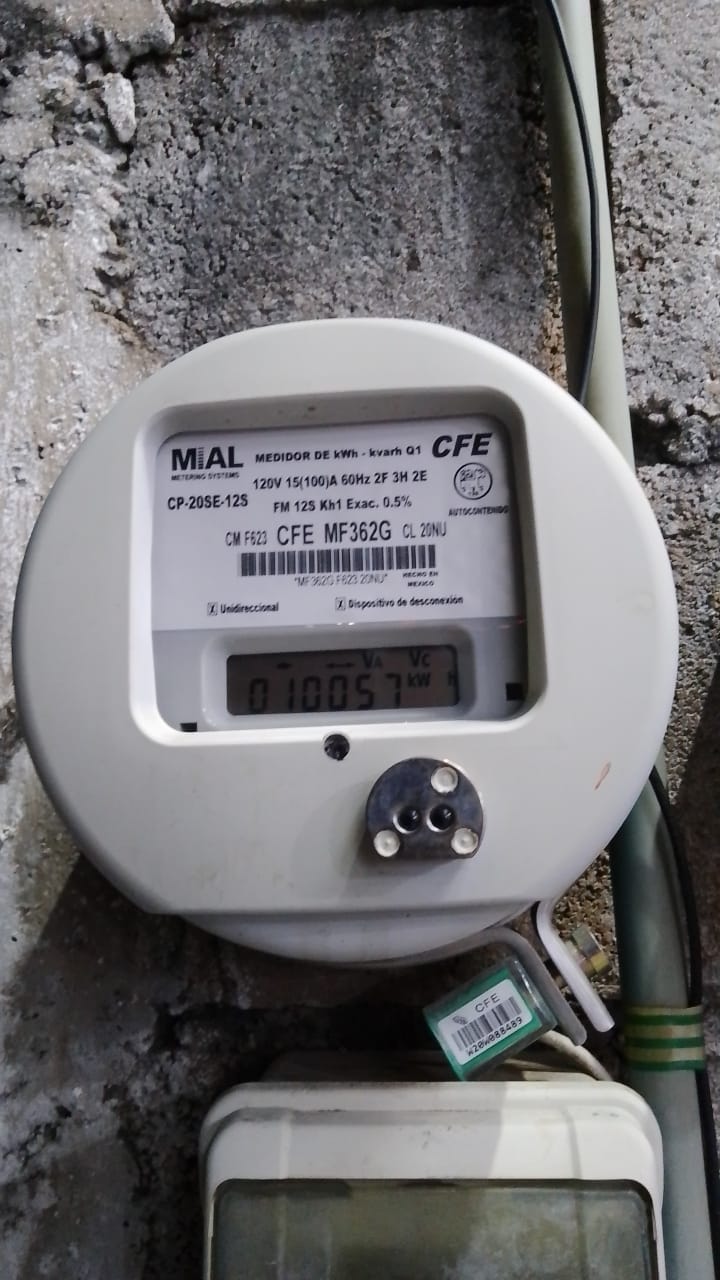 MIAL
METERING SYSTEMS
MEDIDOR DE kWh - kvarh Q1
CFE
120V 15(100)A 60Hz 2F 3H 2E
CP-20SE-12S
FM 12S Kh1 Exac. 0.5%
AUTOCONTENIDO
CM F623 CFE MF362G CL 20NU
*MF362G F623 20NU*
HECHO EN
MEXICO
X Unidireccional
X Dispositivo de desconexión
VA VC
010057 kW h
CFE
W20W088489